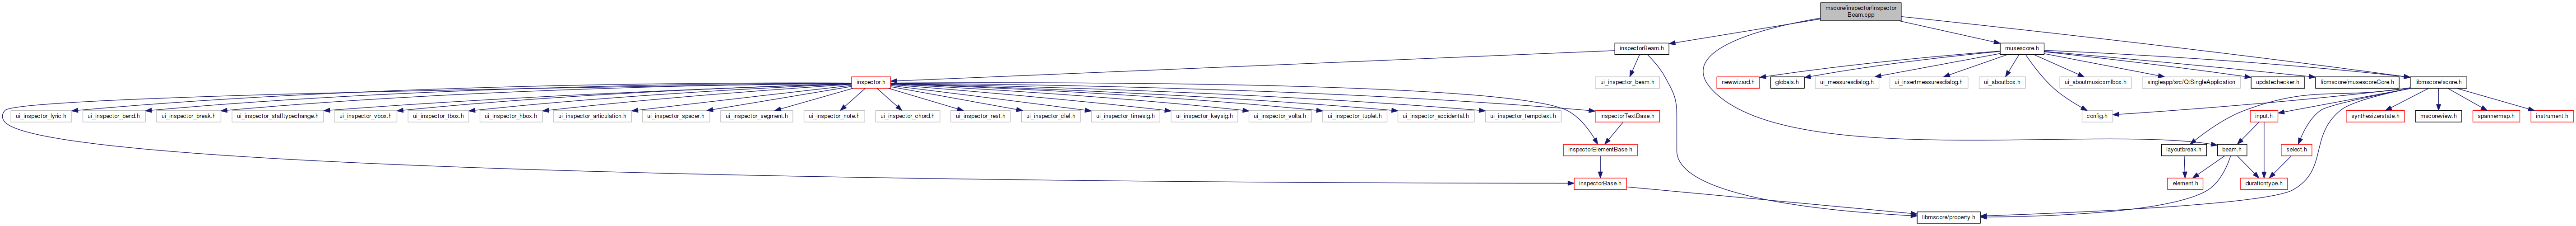 mscore/inspector/inspector
Beam.cpp
inspectorBeam.h
musescore.h
inspector.h
ui_inspector_beam.h
newwizard.h
globals.h
ui_measuresdialog.h
ui_insertmeasuresdialog.h
ui_aboutbox.h
ui_aboutmusicxmlbox.h
singleapp/src/QtSingleApplication
updatechecker.h
libmscore/musescoreCore.h
libmscore/score.h
ui_inspector_lyric.h
ui_inspector_bend.h
ui_inspector_break.h
ui_inspector_stafftypechange.h
ui_inspector_vbox.h
ui_inspector_tbox.h
ui_inspector_hbox.h
ui_inspector_articulation.h
ui_inspector_spacer.h
ui_inspector_segment.h
ui_inspector_note.h
ui_inspector_chord.h
ui_inspector_rest.h
ui_inspector_clef.h
ui_inspector_timesig.h
ui_inspector_keysig.h
ui_inspector_volta.h
ui_inspector_tuplet.h
ui_inspector_accidental.h
ui_inspector_tempotext.h
inspectorTextBase.h
config.h
input.h
synthesizerstate.h
mscoreview.h
spannermap.h
instrument.h
inspectorElementBase.h
layoutbreak.h
beam.h
select.h
inspectorBase.h
element.h
durationtype.h
libmscore/property.h